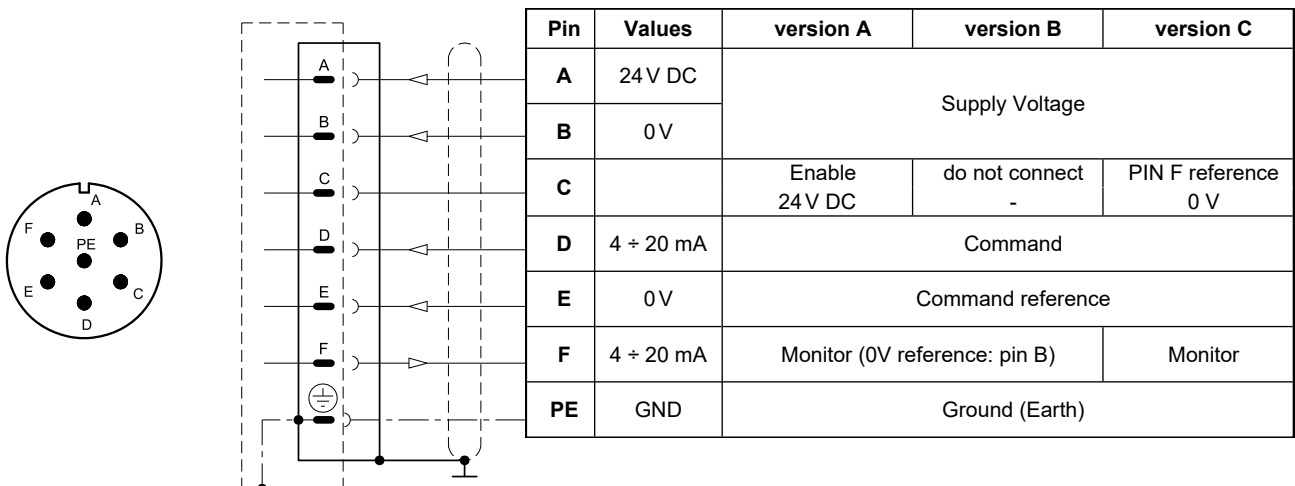 A
B
C
D
E
F
PE
A
B
C
D
E
F
Pin Values version A version B version C
A 24 V DC Supply Voltage
B 0 V
C Enable do not connect PIN F reference
24 V DC - 0 V
D 4 ÷ 20 mA Command
E 0 V Command reference
F 4 ÷ 20 mA Monitor (0V reference: pin B) Monitor
PE GND Ground (Earth)